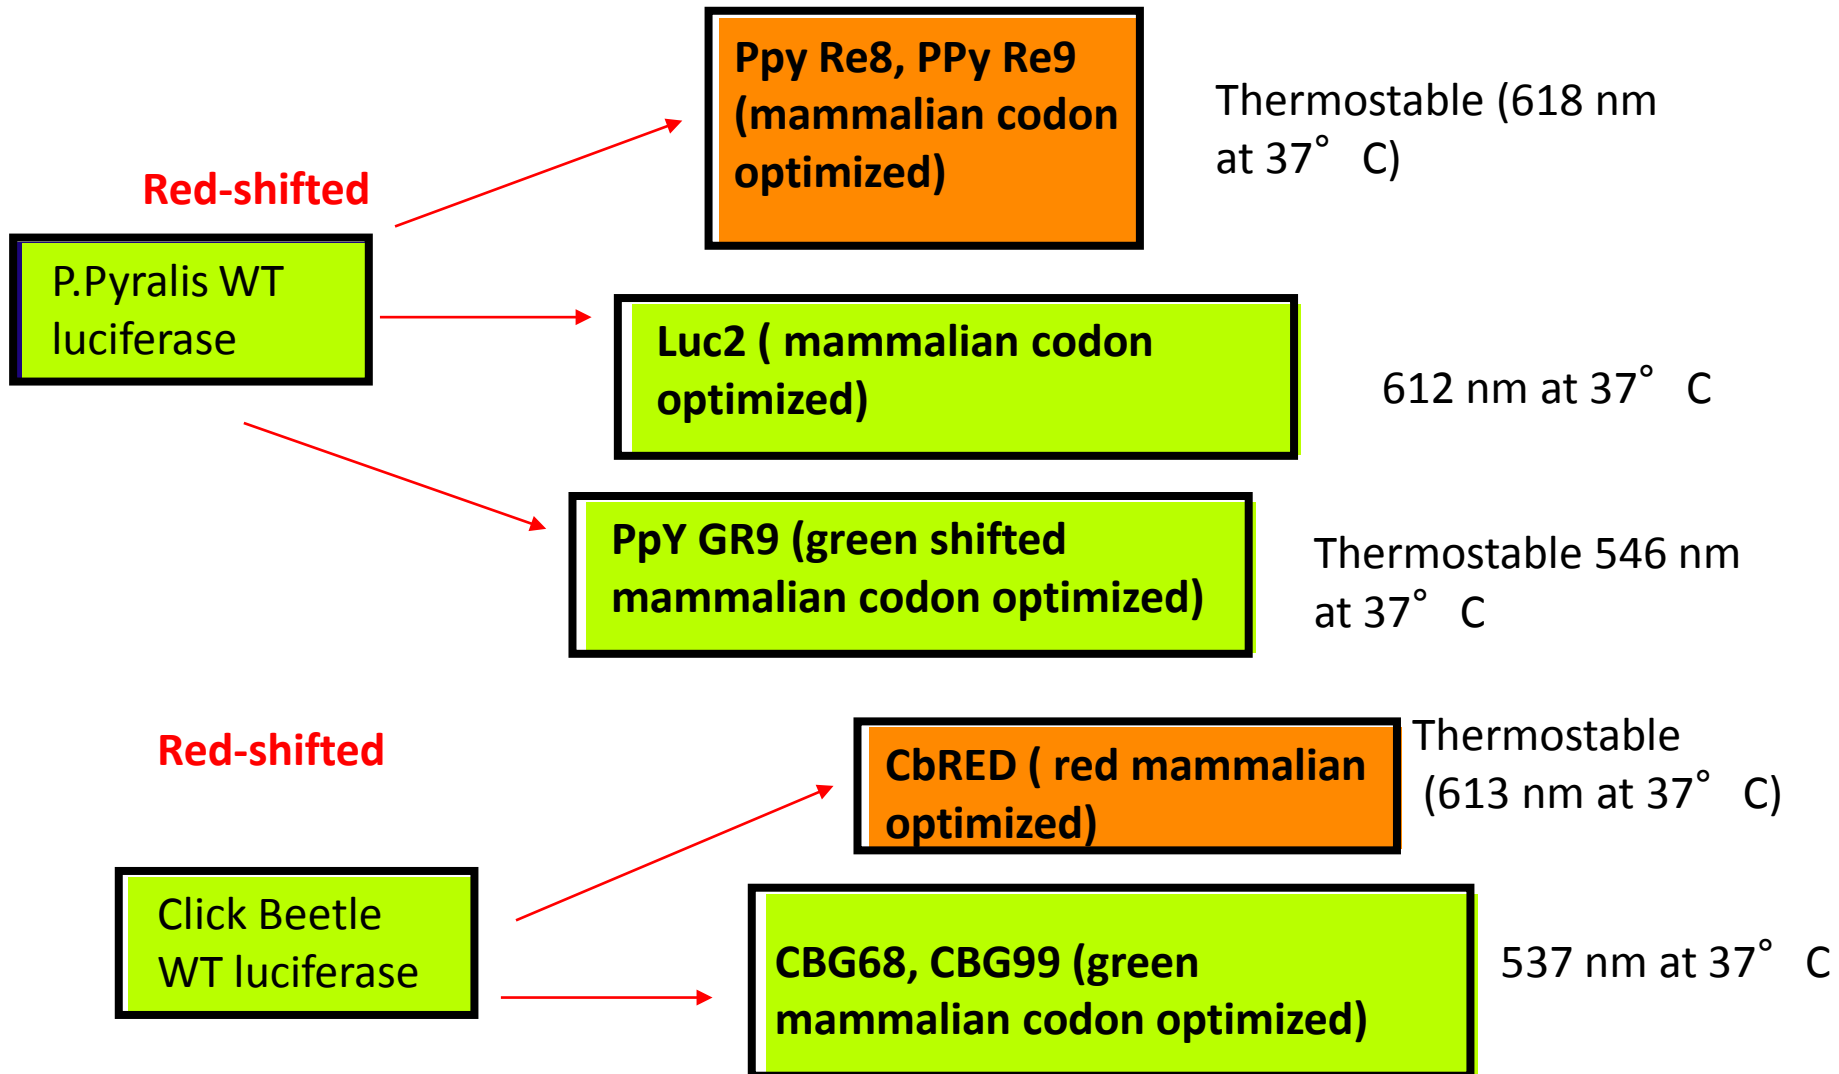 Ppy Re8, PPy Re9
(mammalian codon
optimized)
Thermostable (618 nm
at 37° C)
Red-shifted
P.Pyralis WT
luciferase
Luc2 ( mammalian codon
optimized)
612 nm at 37° C
PpY GR9 (green shifted
mammalian codon optimized)
Thermostable 546 nm
at 37° C
Red-shifted
CbRED ( red mammalian
optimized)
Thermostable
(613 nm at 37° C)
Click Beetle
WT luciferase
CBG68, CBG99 (green
mammalian codon optimized)
537 nm at 37° C